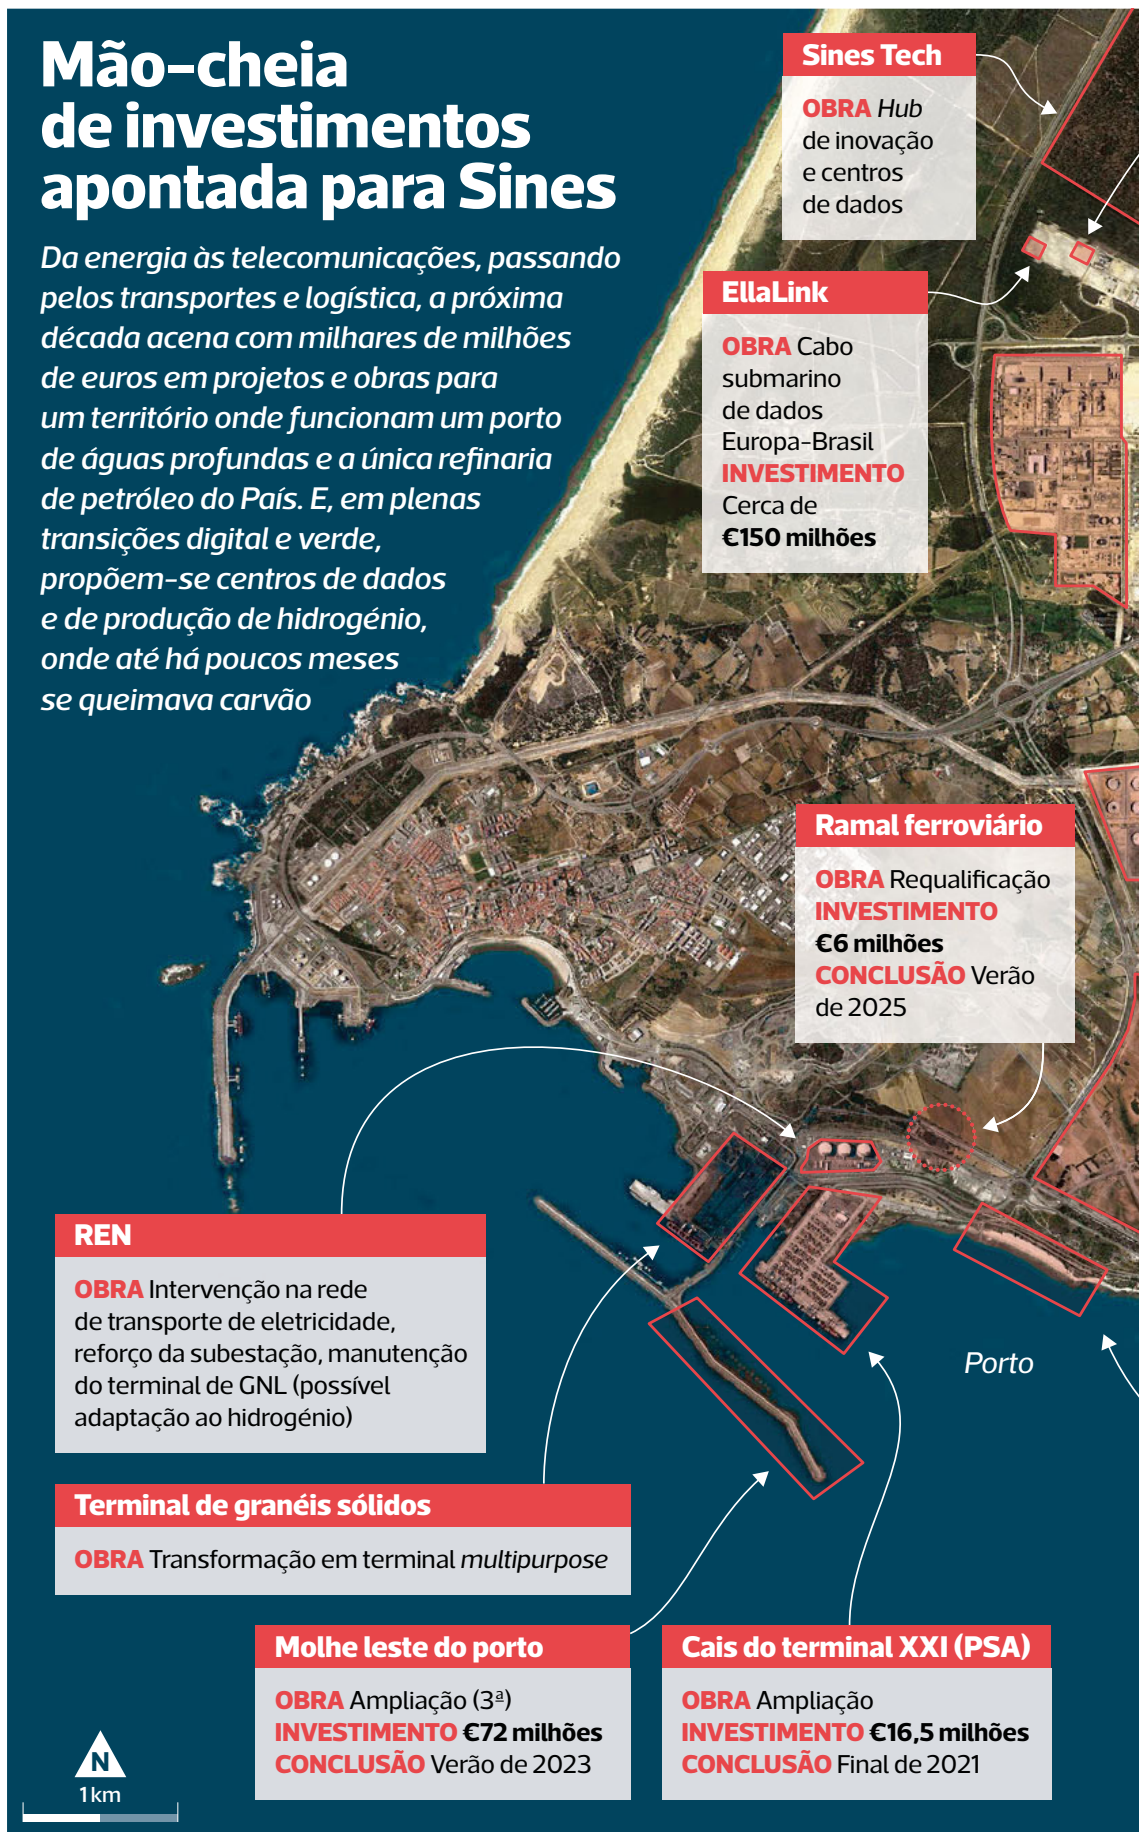 Mão-cheia
de investimentos
apontada para Sines
Da energia às telecomunicações, passando
pelos transportes e logística, a próxima
década acena com milhares de milhões
de euros em projetos e obras para
um território onde funcionam um porto
de águas profundas e a única refinaria
de petróleo do País. E, em plenas
transições digital e verde,
propõem-se centros de dados
e de produção de hidrogénio,
onde até há poucos meses
se queimava carvão
Sines Tech
OBRA Hub
de inovação
e centros
de dados
EllaLink
OBRA Cabo
submarino
de dados
Europa-Brasil
INVESTIMENTO
Cerca de
€150 milhões
Ramal ferroviário
OBRA Requalificação
INVESTIMENTO
€6 milhões
CONCLUSÃO Verão
de 2025
REN
OBRA Intervenção na rede
de transporte de eletricidade,
reforço da subestação, manutenção
do terminal de GNL (possível
adaptação ao hidrogénio)
Porto
Terminal de granéis sólidos
OBRA Transformação em terminal multipurpose
Molhe leste do porto
OBRA Ampliação (3ª)
INVESTIMENTO €72 milhões
CONCLUSÃO Verão de 2023
Cais do terminal XXI (PSA)
OBRA Ampliação
INVESTIMENTO €16,5 milhões
CONCLUSÃO Final de 2021
N
1 km